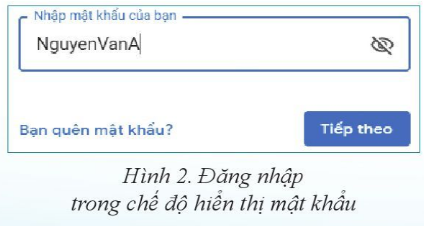 Nhập mật khẩu của bạn
NguyenVanA
Bạn quên mật khẩu?
Tiếp theo
Hình 2. Đăng nhập
trong chế độ hiển thị mật khẩu